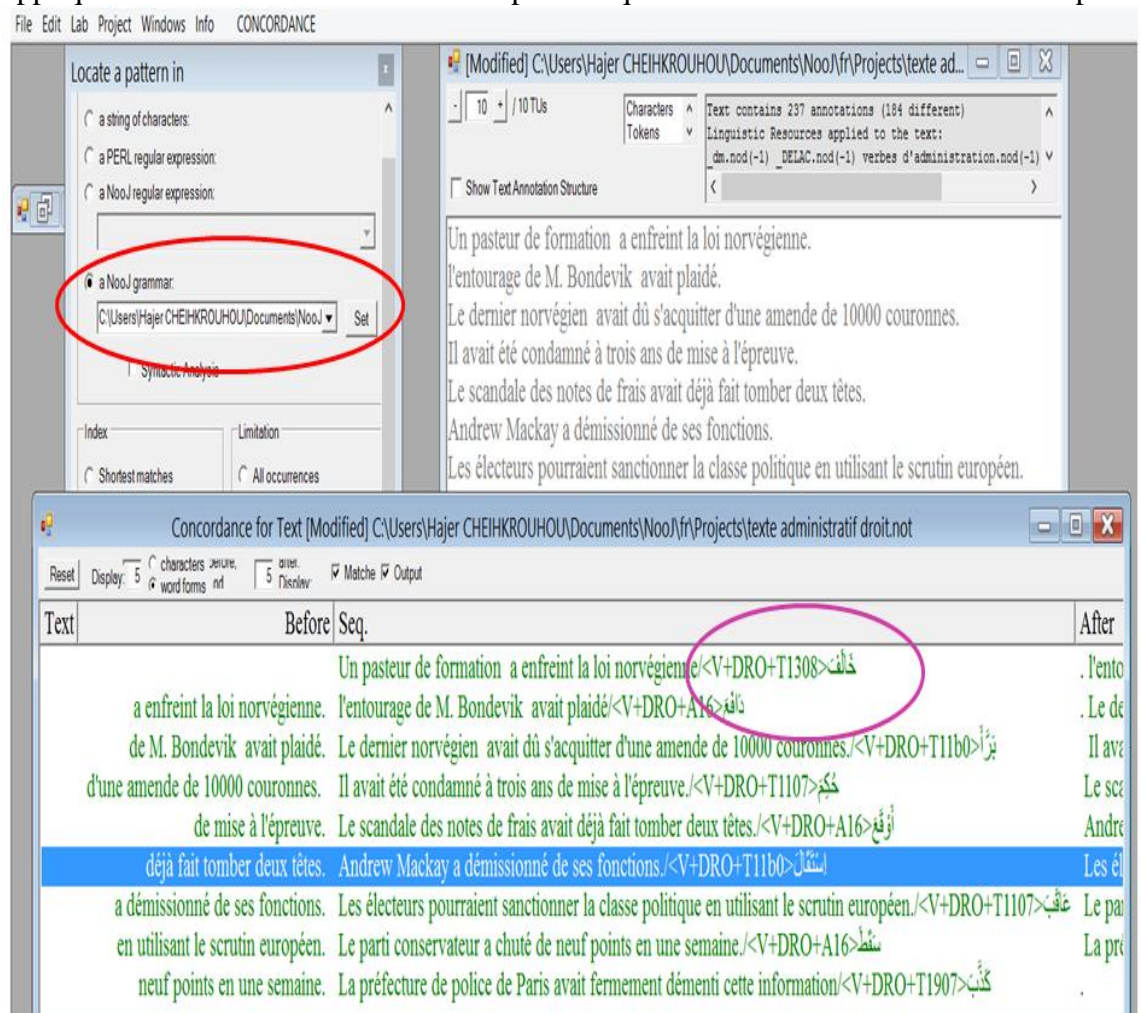 File Edit Lab Project Windows Info CONCORDANCE
Locate a pattern in
a string of characters:
a PERL regular expression:
a NooJ regular expression:
a NooJ grammar:
C:\Users\Hajer CHEIHKROUHOU\Documents\NooJ
Set
Syntactic Analysis
Index
Limitation
Shortest matches
All occurrences
[Modified] C:\Users\Hajer CHEIHKROUHOU\Documents\NooJ\fr\Projects\texte ad...
- 10 + / 10 TUs
Characters
Tokens
Text contains 237 annotations (184 different)
Linguistic Resources applied to the text:
_dm.nod(-1) _DELAC.nod(-1) verbes d'administration.nod(-1)
Show Text Annotation Structure
Un pasteur de formation a enfreint la loi norvégienne.
l'entourage de M. Bondevik avait plaidé.
Le dernier norvégien avait dû s'acquitter d'une amende de 10000 couronnes.
Il avait été condamné à trois ans de mise à l'épreuve.
Le scandale des notes de frais avait déjà fait tomber deux têtes.
Andrew Mackay a démissionné de ses fonctions.
Les électeurs pourraient sanctionner la classe politique en utilisant le scrutin européen.
Concordance for Text [Modified] C:\Users\Hajer CHEIHKROUHOU\Documents\NooJ\fr\Projects\texte administratif droit.not
Reset Display: 5 characters before, word forms 5 after. Display: Matche Output
Text Before Seq. After
Un pasteur de formation a enfreint la loi norvégienne/<V+DRO+T1308>خَالَفَ . l'ento
a enfreint la loi norvégienne. l'entourage de M. Bondevik avait plaidé/<V+DRO+A16>دَافَعَ . Le de
de M. Bondevik avait plaidé. Le dernier norvégien avait dû s'acquitter d'une amende de 10000 couronnes./<V+DRO+T11b0>بَرَّأَ Il ava
d'une amende de 10000 couronnes. Il avait été condamné à trois ans de mise à l'épreuve./<V+DRO+T1107>حُكِمَ Le sca
de mise à l'épreuve. Le scandale des notes de frais avait déjà fait tomber deux têtes./<V+DRO+A16>أَوْقَعَ Andre
déjà fait tomber deux têtes. Andrew Mackay a démissionné de ses fonctions./<V+DRO+T11b0>اِسْتَقَالَ Les él
a démissionné de ses fonctions. Les électeurs pourraient sanctionner la classe politique en utilisant le scrutin européen./<V+DRO+T1107>عَاقَبَ Le par
en utilisant le scrutin européen. Le parti conservateur a chuté de neuf points en une semaine./<V+DRO+A16>سَقَطَ La pré
neuf points en une semaine. La préfecture de police de Paris avait fermement démenti cette information/<V+DRO+T1907>كَذَّبَ .